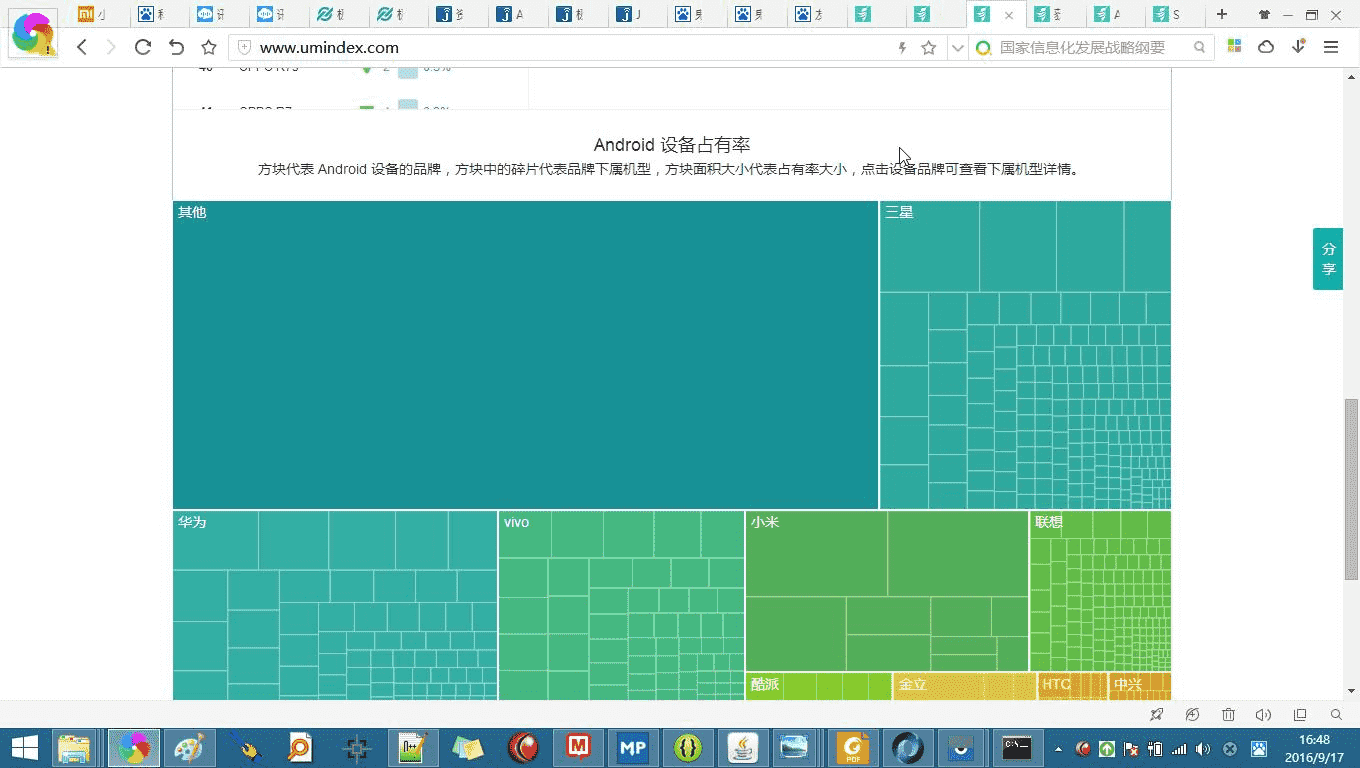 www.umindex.com
国家信息化发展战略纲要
Android 设备占有率
方块代表 Android 设备的品牌，方块中的碎片代表品牌下属机型，方块面积大小代表占有率大小，点击设备品牌可查看下属机型详情。
其他
三星
分享
华为
vivo
小米
联想
酷派
金立
HTC
中兴
MP
PDF
16:48
2016/9/17